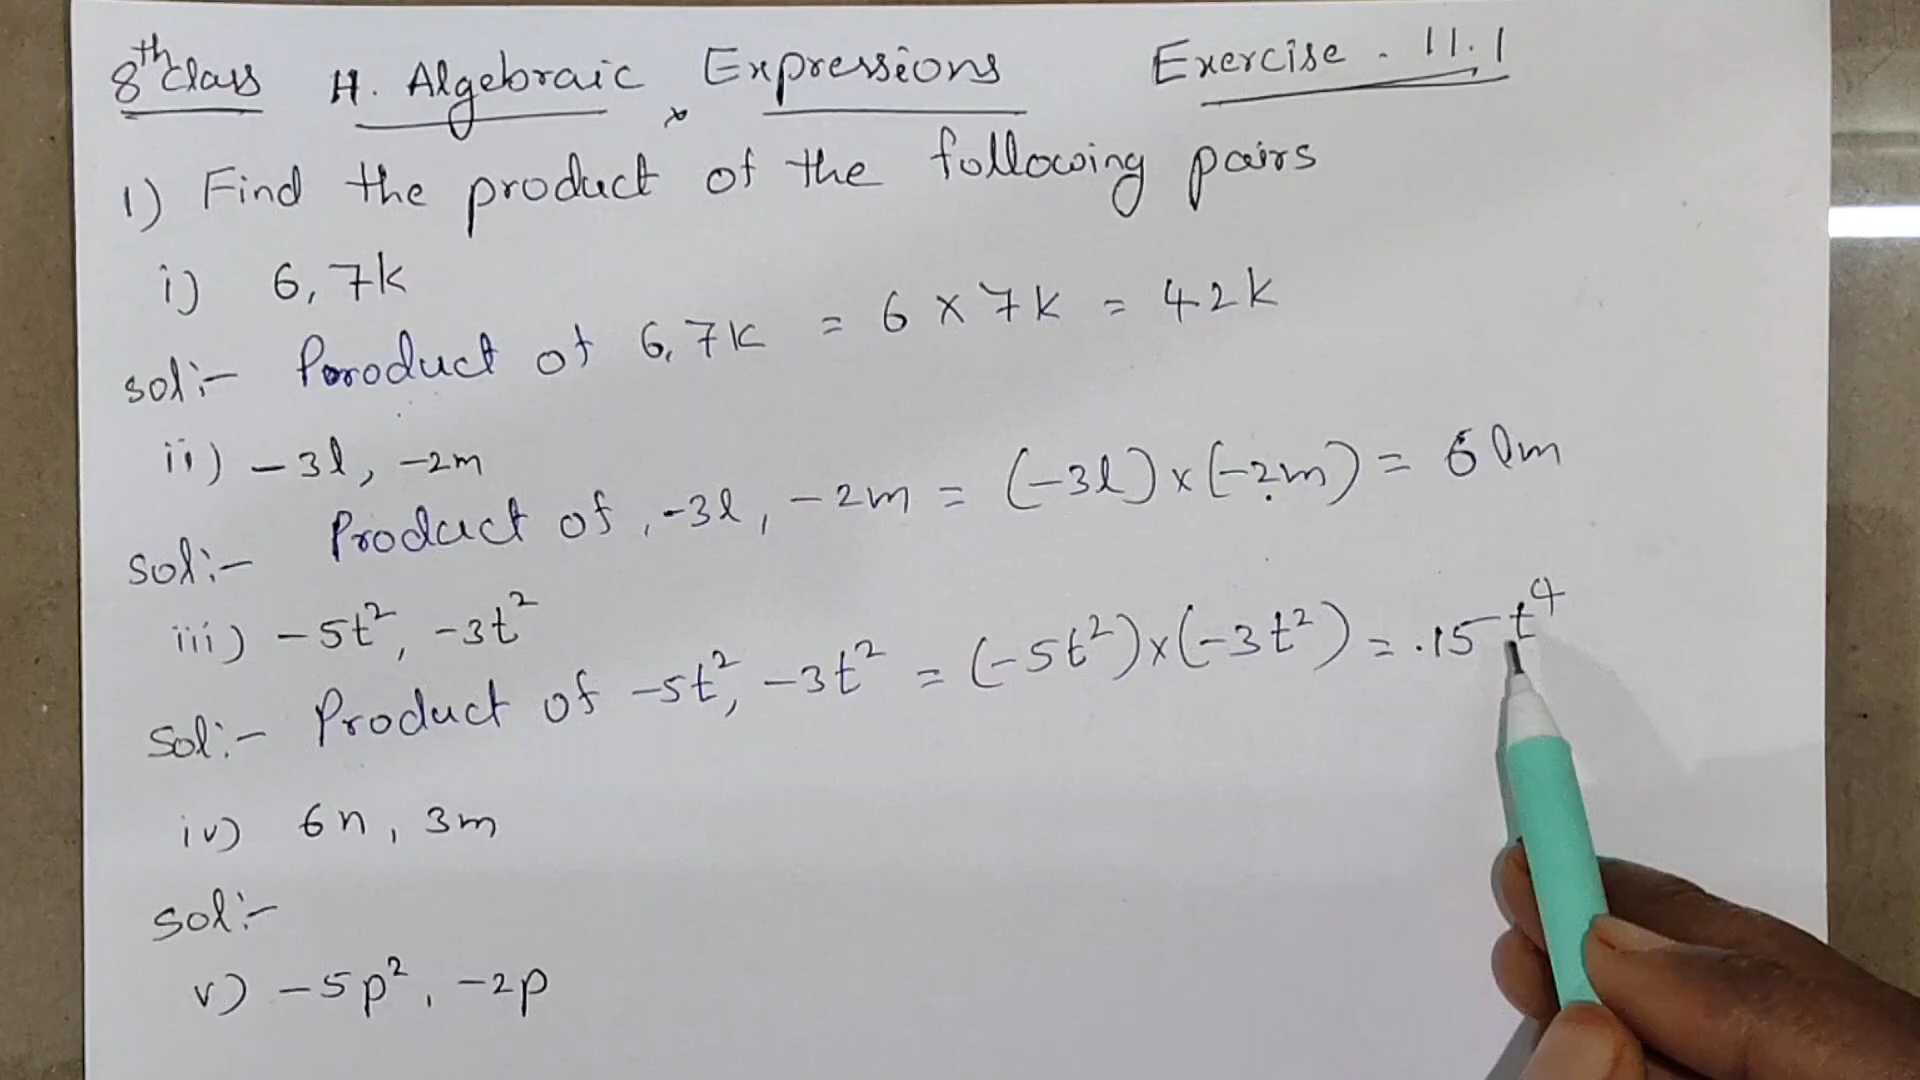 8th class 11. Algebraic Expressions Exercise. 11.1
1) Find the product of the following pairs
i) 6, 7k
sol:- Product of 6, 7k = 6 × 7k = 42k
ii) -3l, -2m
sol:- Product of -3l, -2m = (-3l)×(-2m) = 6lm
iii) -5t², -3t²
sol:- Product of -5t², -3t² = (-5t²)×(-3t²) = 15t⁴
iv) 6n, 3m
sol:-
v) -5p², -2p